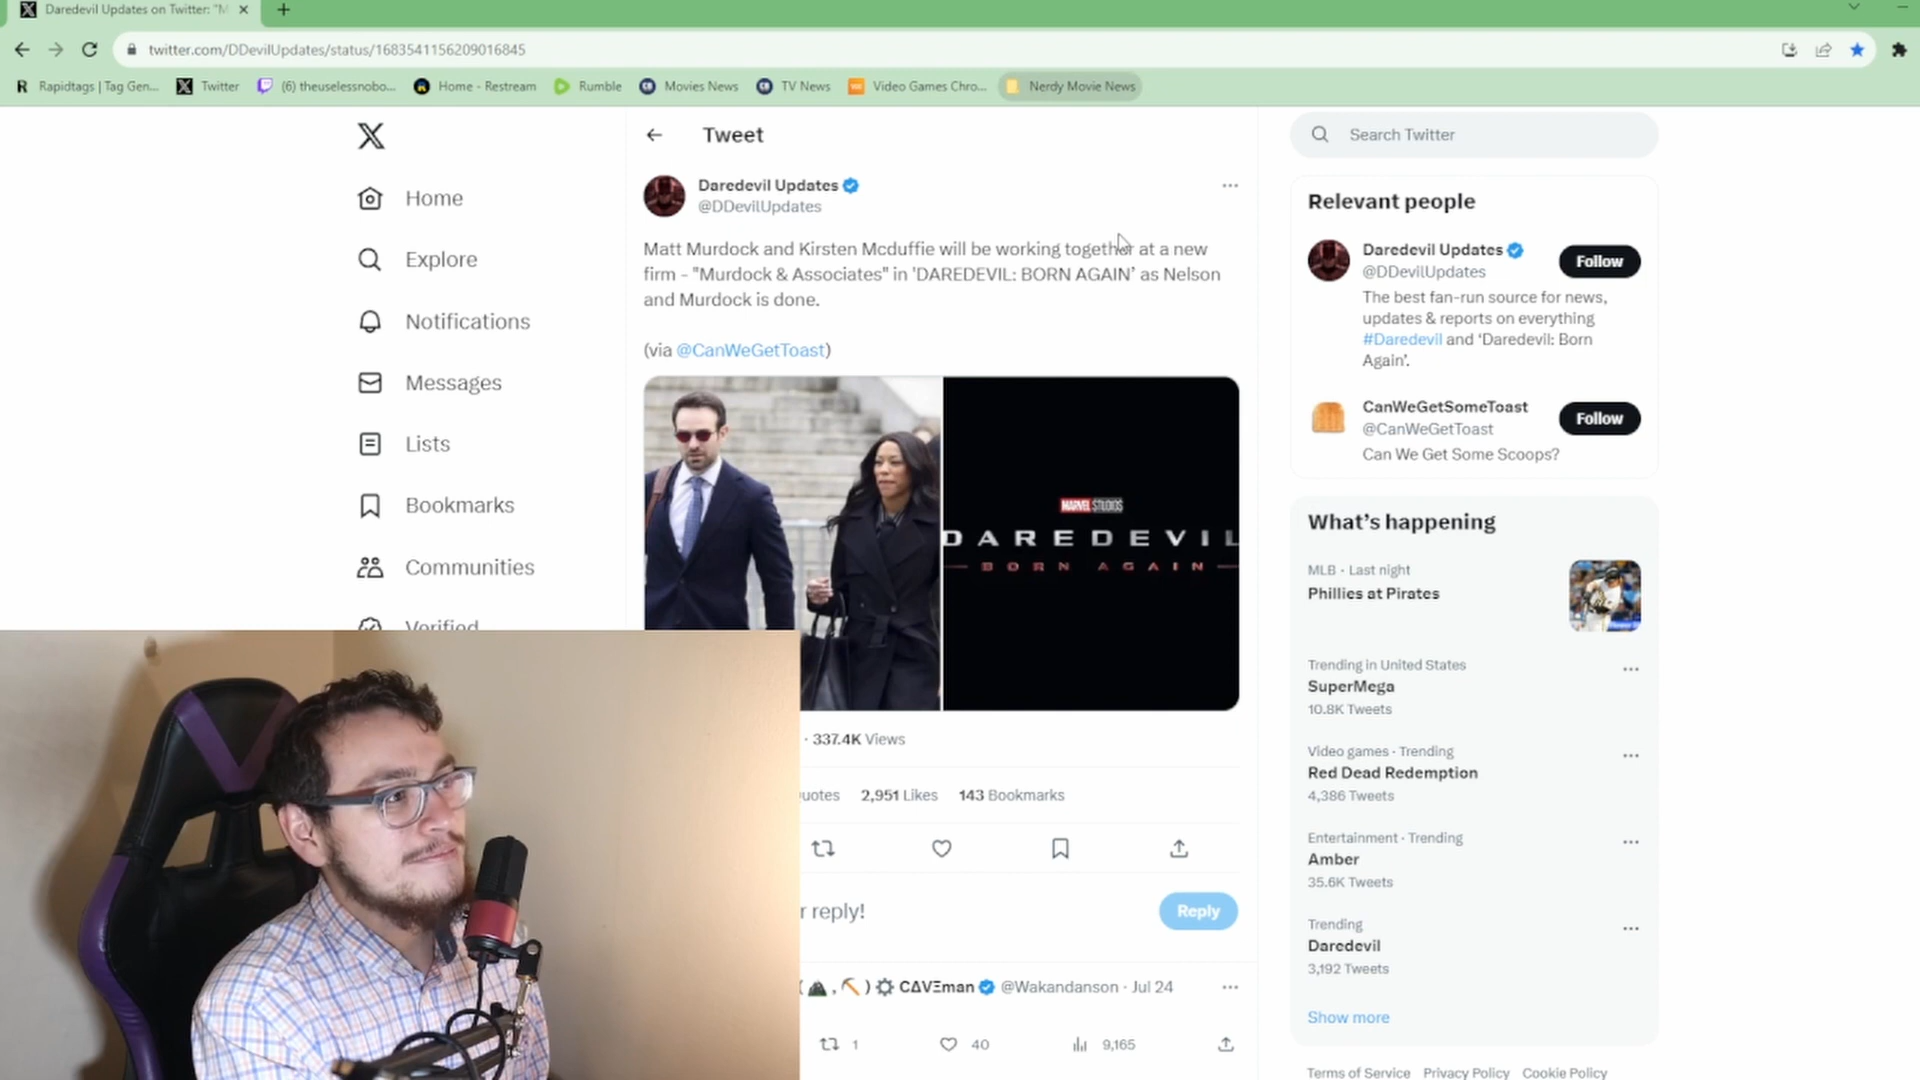 Daredevil Updates on Twitter: "M
twitter.com/DDevilUpdates/status/1683541156209016845
Rapidtags | Tag Gen...
Twitter
(6) theuselessnobo...
Home - Restream
Rumble
Movies News
TV News
Video Games Chro...
Nerdy Movie News
Home
Explore
Notifications
Messages
Lists
Bookmarks
Communities
Verified
Tweet
Daredevil Updates
@DDevilUpdates
Matt Murdock and Kirsten Mcduffie will be working together at a new
firm - "Murdock & Associates" in 'DAREDEVIL: BORN AGAIN’ as Nelson
and Murdock is done.
(via @CanWeGetToast)
MARVEL STUDIOS
DAREDEVIL
BORN AGAIN
· 337.4K Views
uotes 2,951 Likes 143 Bookmarks
r reply!
Reply
CΔVΞman @Wakandanson · Jul 24
1
40
9,165
Search Twitter
Relevant people
Daredevil Updates
@DDevilUpdates
Follow
The best fan-run source for news,
updates & reports on everything
#Daredevil and ‘Daredevil: Born
Again’.
CanWeGetSomeToast
@CanWeGetToast
Follow
Can We Get Some Scoops?
What’s happening
MLB · Last night
Phillies at Pirates
Trending in United States
SuperMega
10.8K Tweets
Video games · Trending
Red Dead Redemption
4,386 Tweets
Entertainment · Trending
Amber
35.6K Tweets
Trending
Daredevil
3,192 Tweets
Show more
Terms of Service Privacy Policy Cookie Policy